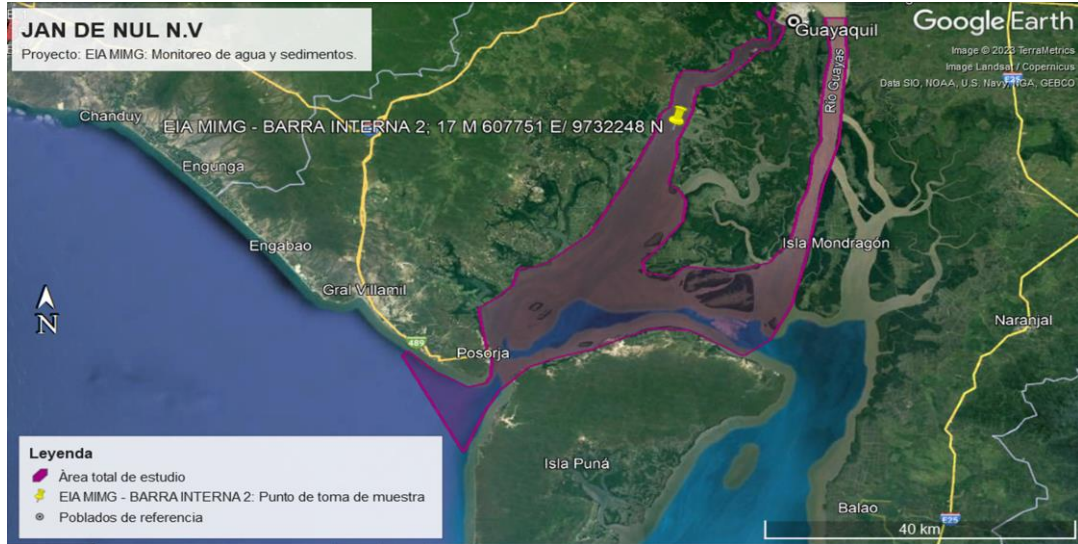 JAN DE NUL N.V
Proyecto: EIA MIMG: Monitoreo de agua y sedimentos.
Google Earth
Image © 2023 TerraMetrics
Image Landsat / Copernicus
Data SIO, NOAA, U.S. Navy, NGA, GEBCO
Guayaquil
E25
Río Guayas
Chanduy
EIA MIMG - BARRA INTERNA 2; 17 M 607751 E/ 9732248 N
Engunga
Engabao
Isla Mondragón
Gral Villamil
Naranjal
489
Posorja
N
Leyenda
Àrea total de estudio
EIA MIMG - BARRA INTERNA 2: Punto de toma de muestra
Poblados de referencia
Isla Puná
Balao
E25
40 km